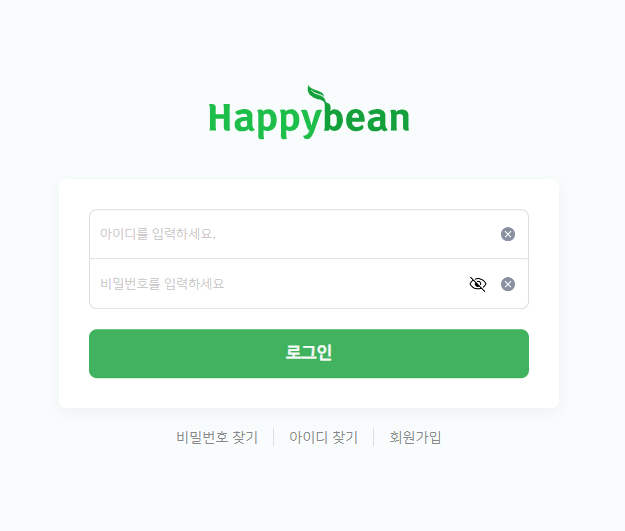 Happybean
아이디를 입력하세요.
비밀번호를 입력하세요
로그인
비밀번호 찾기 아이디 찾기 회원가입